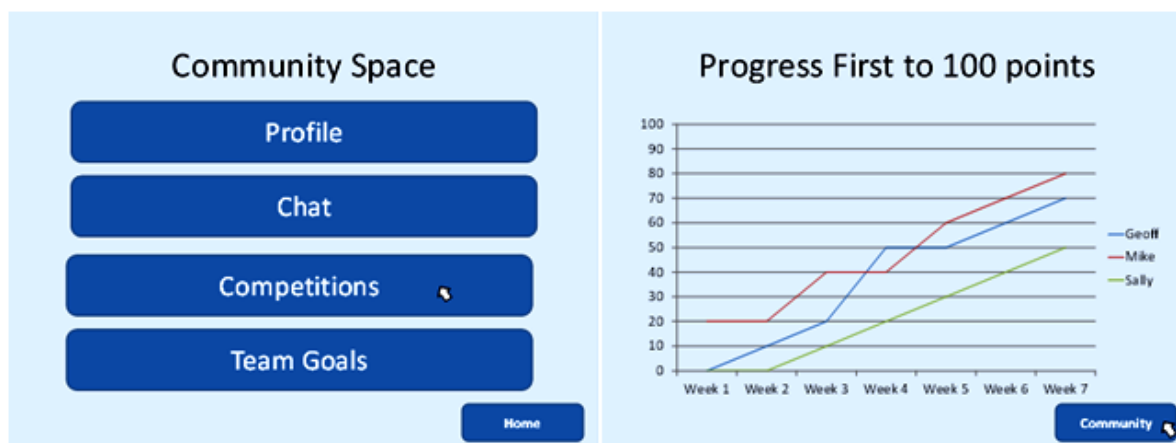 Community Space
Profile
Chat
Competitions
Team Goals
Home
Progress First to 100 points
100
90
80
70
60
50
40
30
20
10
0
Week 1 Week 2 Week 3 Week 4 Week 5 Week 6 Week 7
Geoff
Mike
Sally
Community